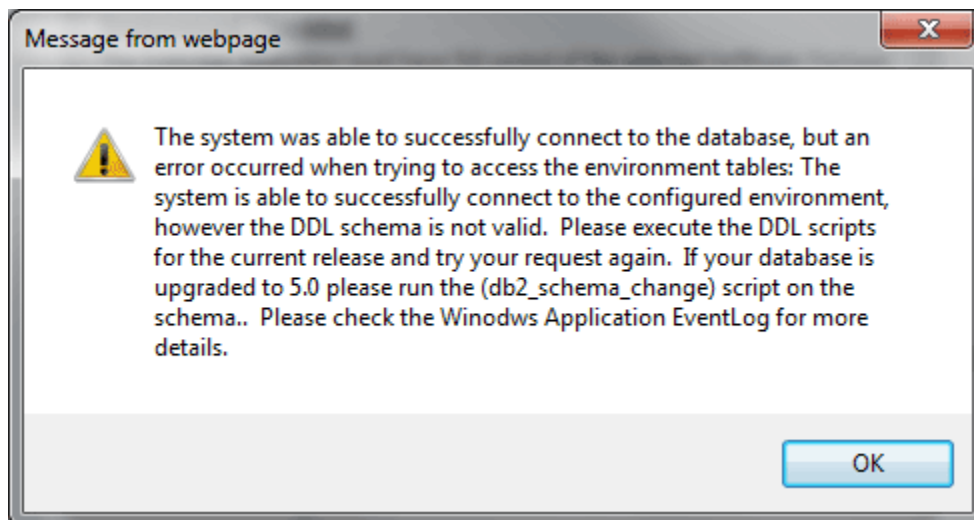 Message from webpage
The system was able to successfully connect to the database, but an
error occurred when trying to access the environment tables: The
system is able to successfully connect to the configured environment,
however the DDL schema is not valid.  Please execute the DDL scripts
for the current release and try your request again.  If your database is
upgraded to 5.0 please run the (db2_schema_change) script on the
schema..  Please check the Winodws Application EventLog for more
details.
OK